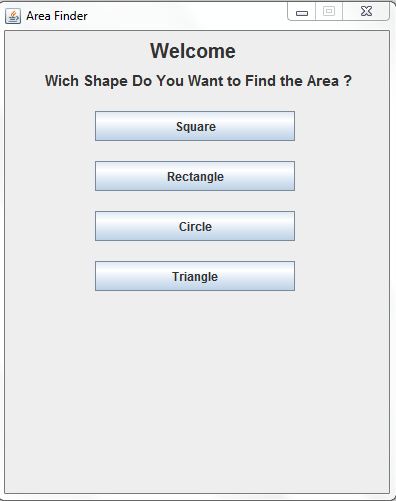 Area Finder
Welcome
Wich Shape Do You Want to Find the Area ?
Square
Rectangle
Circle
Triangle